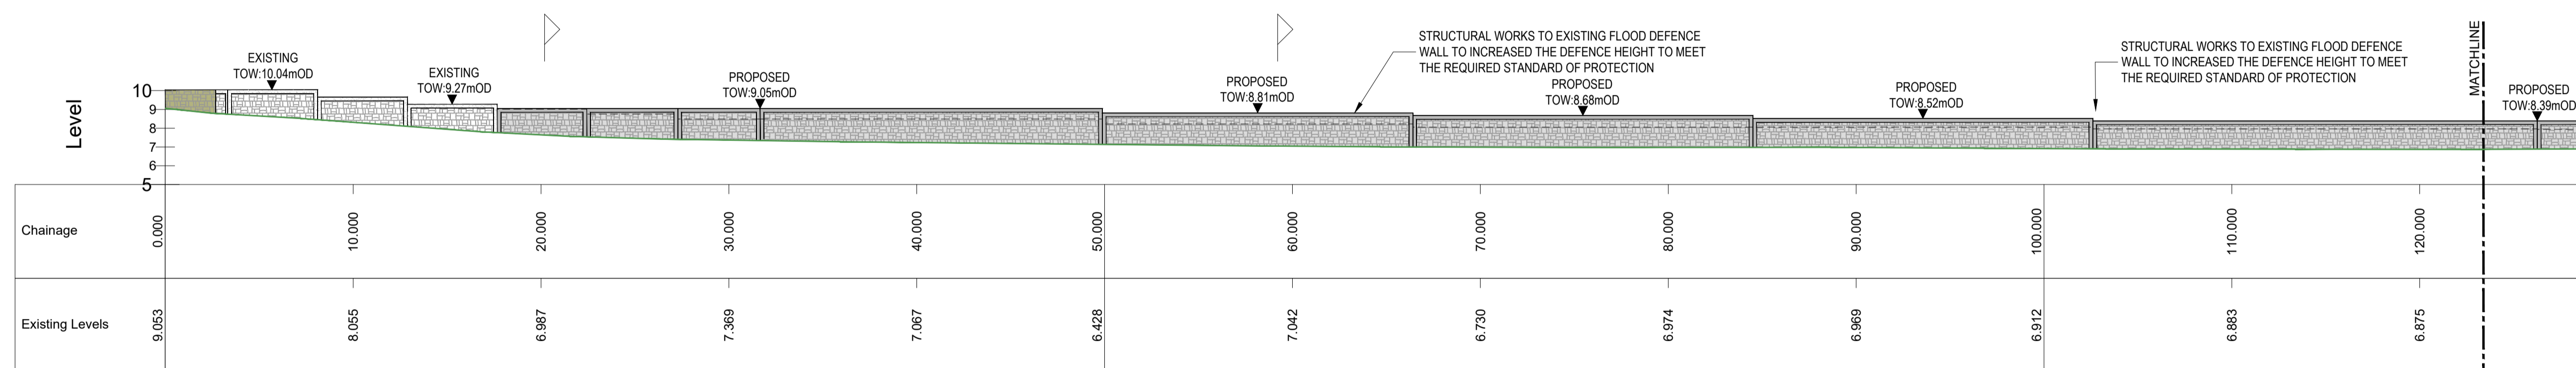 EXISTING
TOW:10.04mOD
EXISTING
TOW:9.27mOD
PROPOSED
TOW:9.05mOD
PROPOSED
TOW:8.81mOD
STRUCTURAL WORKS TO EXISTING FLOOD DEFENCE
WALL TO INCREASED THE DEFENCE HEIGHT TO MEET
THE REQUIRED STANDARD OF PROTECTION
PROPOSED
TOW:8.68mOD
PROPOSED
TOW:8.52mOD
STRUCTURAL WORKS TO EXISTING FLOOD DEFENCE
WALL TO INCREASED THE DEFENCE HEIGHT TO MEET
THE REQUIRED STANDARD OF PROTECTION
MATCHLINE
PROPOSED
TOW:8.39mOD
Level
10
9
8
7
6
5
Chainage 0.000 10.000 20.000 30.000 40.000 50.000 60.000 70.000 80.000 90.000 100.000 110.000 120.000
Existing Levels 9.053 8.055 6.987 7.369 7.067 6.428 7.042 6.730 6.974 6.969 6.912 6.883 6.875